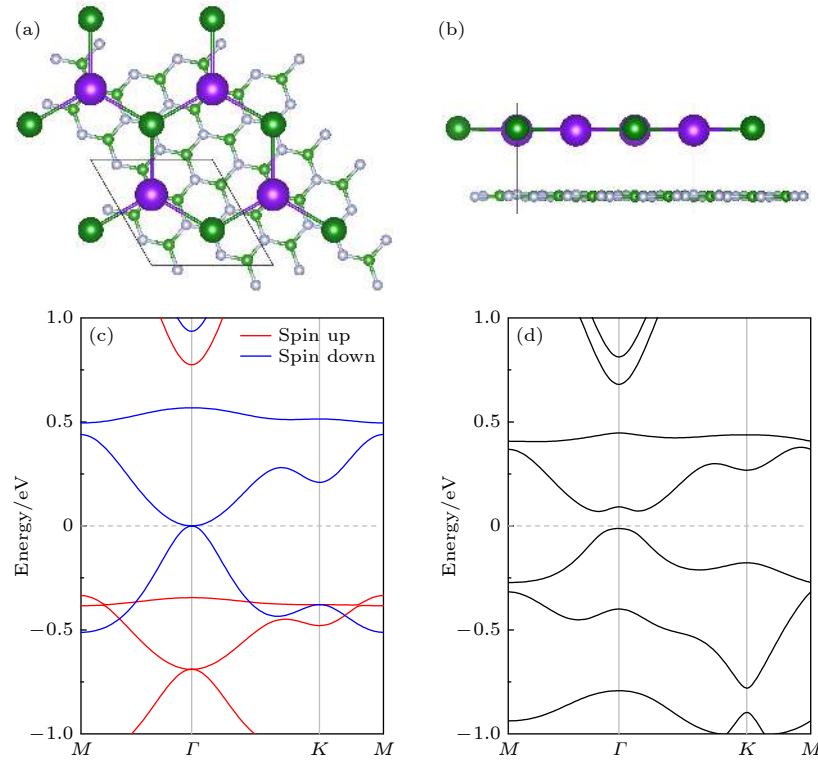 (a)
(b)
(c)
Spin up
Spin down
Energy/eV
1.0
0.5
0
−0.5
−1.0
M
Γ
K
M
(d)
Energy/eV
1.0
0.5
0
−0.5
−1.0
M
Γ
K
M